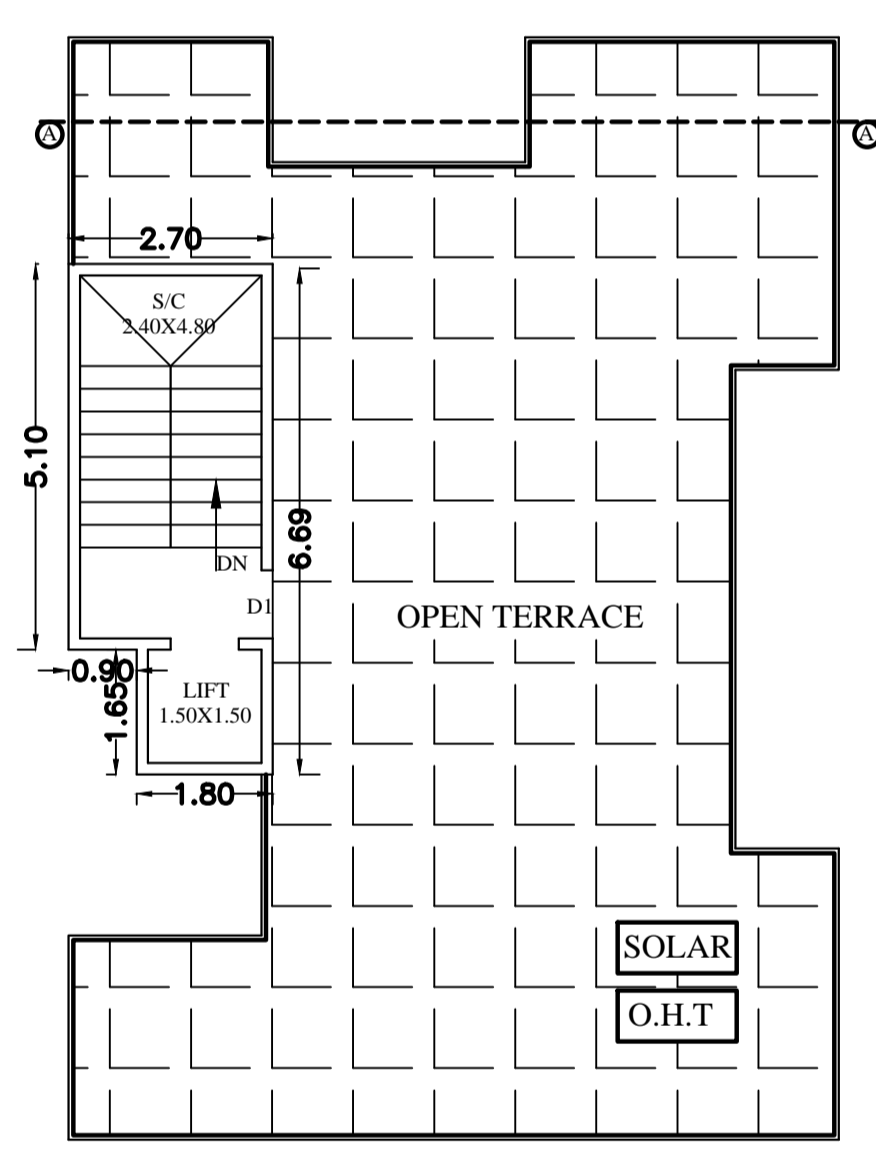 A
A
2.70
S/C
2.40X4.80
5.10
6.69
DN
D1
OPEN TERRACE
0.90
1.65
LIFT
1.50X1.50
1.80
SOLAR
O.H.T